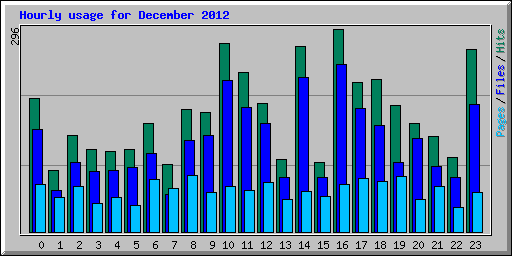 Hourly usage for December 2012
296
Pages / Files / Hits
0 1 2 3 4 5 6 7 8 9 10 11 12 13 14 15 16 17 18 19 20 21 22 23